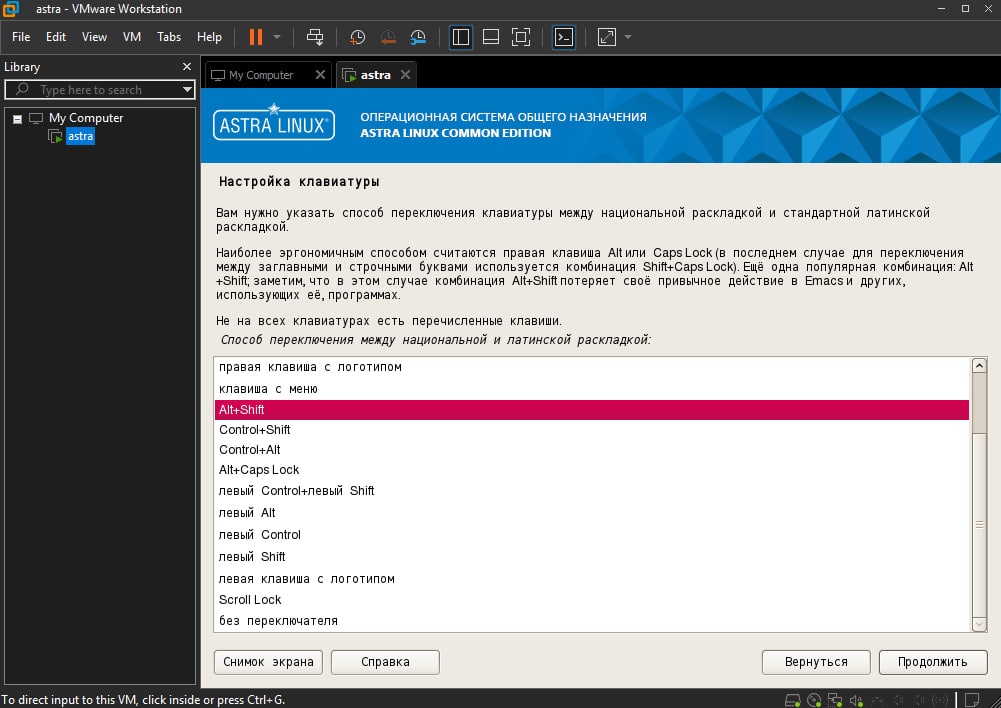 astra - VMware Workstation
File Edit View VM Tabs Help
Library
Type here to search
My Computer
astra
My Computer
astra
ASTRA LINUX®
ОПЕРАЦИОННАЯ СИСТЕМА ОБЩЕГО НАЗНАЧЕНИЯ
ASTRA LINUX COMMON EDITION
Настройка клавиатуры
Вам нужно указать способ переключения клавиатуры между национальной раскладкой и стандартной латинской
раскладкой.
Наиболее эргономичным способом считаются правая клавиша Alt или Caps Lock (в последнем случае для переключения
между заглавными и строчными буквами используется комбинация Shift+Caps Lock). Ещё одна популярная комбинация: Alt
+Shift; заметим, что в этом случае комбинация Alt+Shift потеряет своё привычное действие в Emacs и других,
использующих её, программах.
Не на всех клавиатурах есть перечисленные клавиши.
Способ переключения между национальной и латинской раскладкой:
правая клавиша с логотипом
клавиша с меню
Alt+Shift
Control+Shift
Control+Alt
Alt+Caps Lock
левый Control+левый Shift
левый Alt
левый Control
левый Shift
левая клавиша с логотипом
Scroll Lock
без переключателя
Снимок экрана Справка Вернуться Продолжить
To direct input to this VM, click inside or press Ctrl+G.